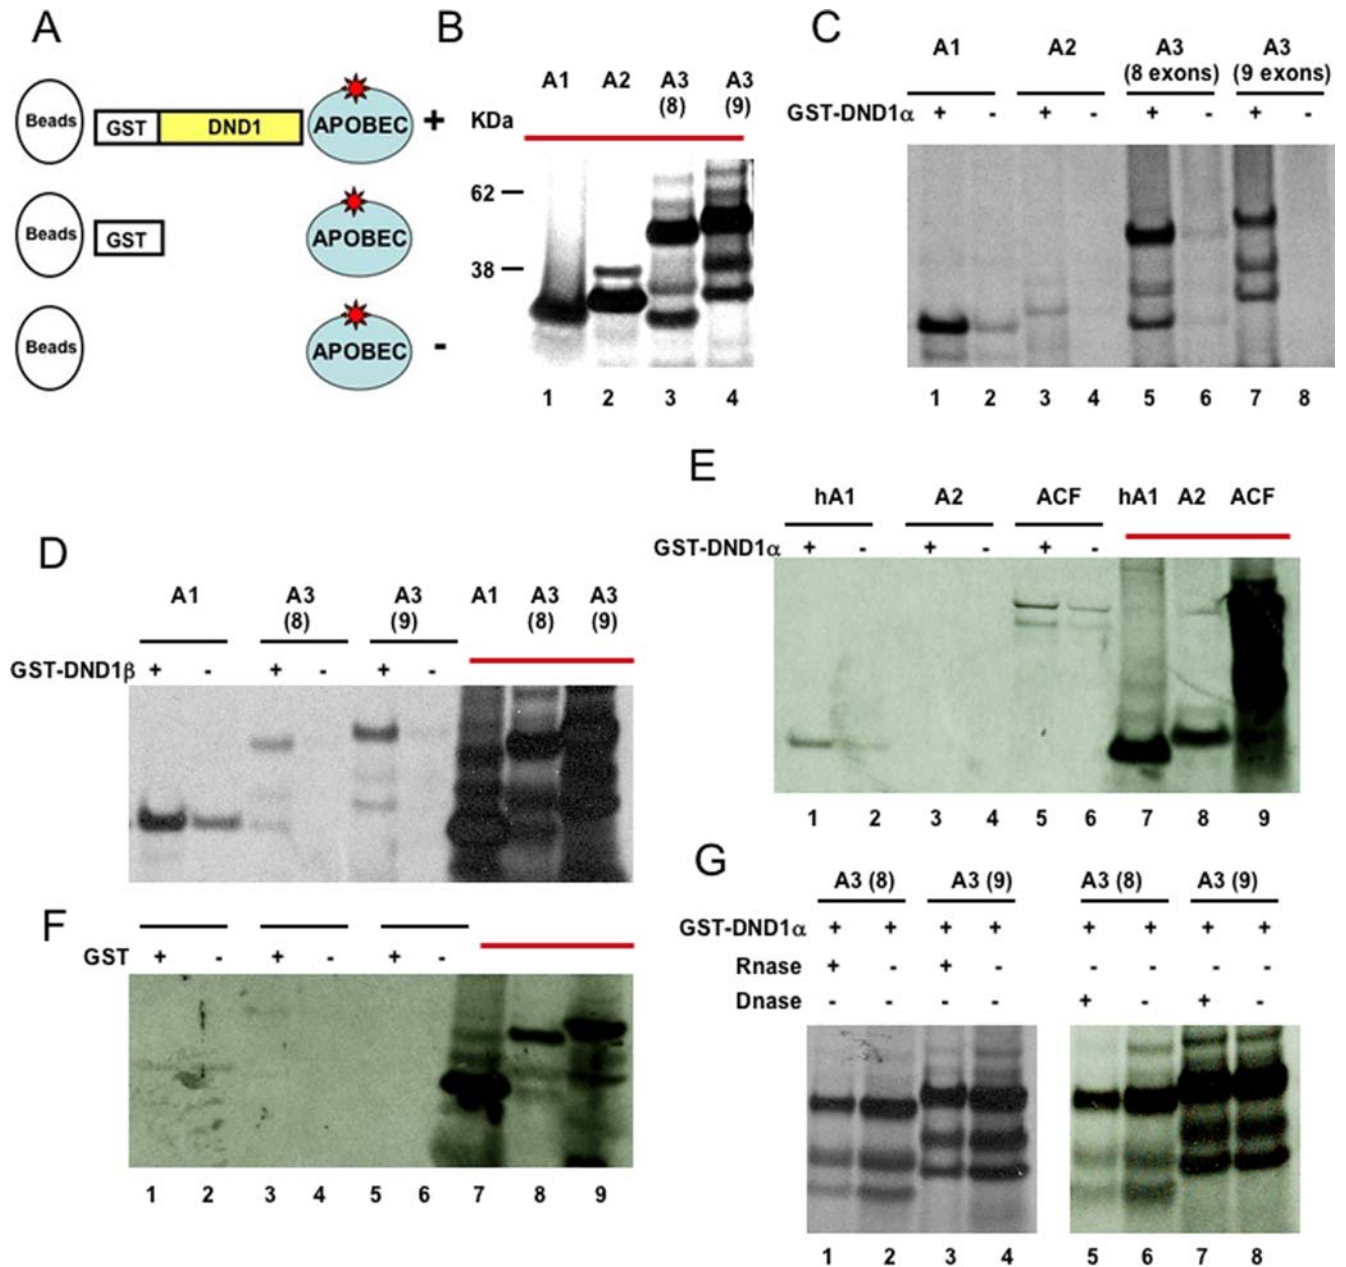 A
Beads GST DND1 APOBEC +
Beads GST APOBEC
Beads APOBEC -
B
A1 A2 A3 A3
(8) (9)
KDa
62
38
1 2 3 4
C
A1 A2 A3 A3
(8 exons) (9 exons)
GST-DND1α + - + - + - + -
1 2 3 4 5 6 7 8
D
A1 A3 A3 A1 A3 A3
(8) (9) (8) (9)
GST-DND1β + - + - + -
E
hA1 A2 ACF hA1 A2 ACF
GST-DND1α + - + - + -
1 2 3 4 5 6 7 8 9
F
GST + - + - + -
1 2 3 4 5 6 7 8 9
G
A3 (8) A3 (9) A3 (8) A3 (9)
GST-DND1α + + + + + + + +
Rnase + - + - - - - -
Dnase - - - - + - + -
1 2 3 4 5 6 7 8